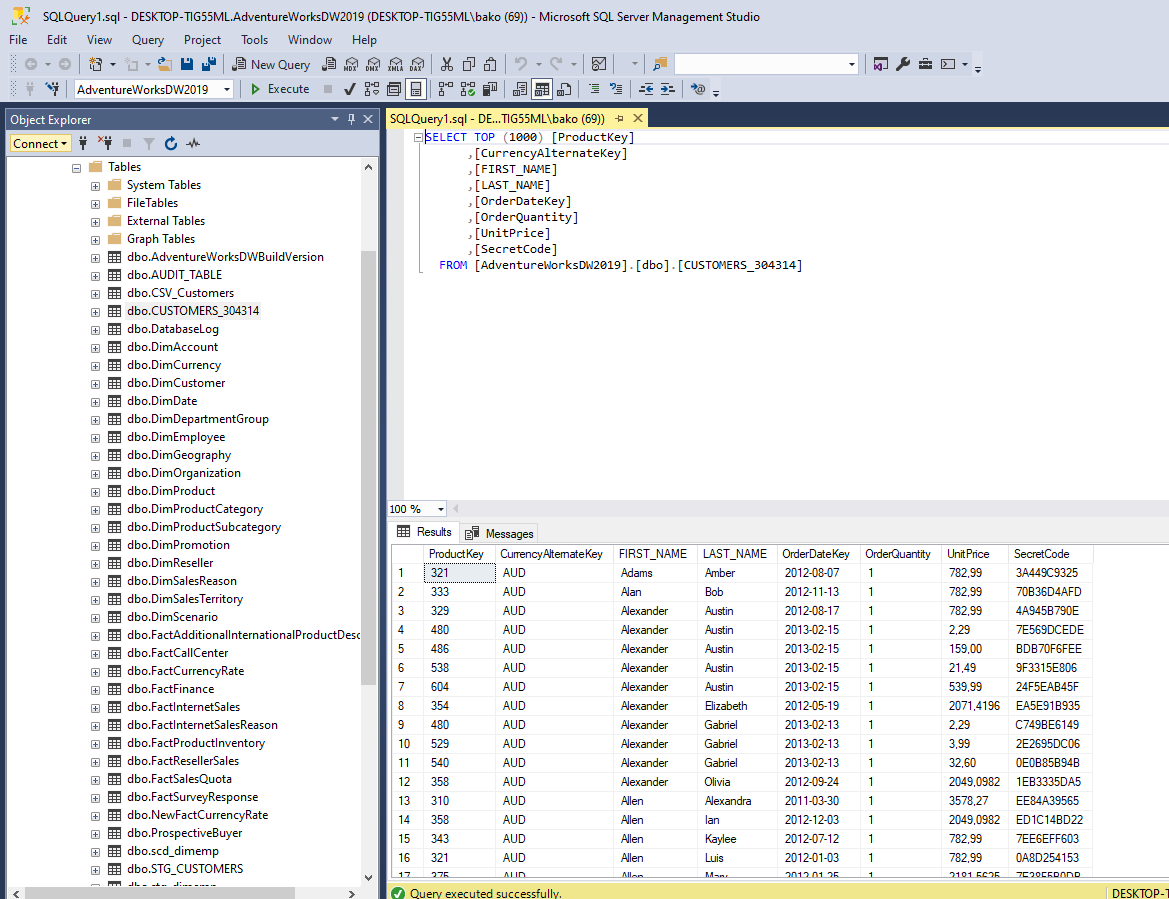 SQLQuery1.sql - DESKTOP-TIG55ML.AdventureWorksDW2019 (DESKTOP-TIG55ML\bako (69)) - Microsoft SQL Server Management Studio
File Edit View Query Project Tools Window Help
New Query MDX DMX XMLA DAX
AdventureWorksDW2019 Execute
Object Explorer
Connect
Tables
System Tables
FileTables
External Tables
Graph Tables
dbo.AdventureWorksDWBuildVersion
dbo.AUDIT_TABLE
dbo.CSV_Customers
dbo.CUSTOMERS_304314
dbo.DatabaseLog
dbo.DimAccount
dbo.DimCurrency
dbo.DimCustomer
dbo.DimDate
dbo.DimDepartmentGroup
dbo.DimEmployee
dbo.DimGeography
dbo.DimOrganization
dbo.DimProduct
dbo.DimProductCategory
dbo.DimProductSubcategory
dbo.DimPromotion
dbo.DimReseller
dbo.DimSalesReason
dbo.DimSalesTerritory
dbo.DimScenario
dbo.FactAdditionalInternationalProductDesc
dbo.FactCallCenter
dbo.FactCurrencyRate
dbo.FactFinance
dbo.FactInternetSales
dbo.FactInternetSalesReason
dbo.FactProductInventory
dbo.FactResellerSales
dbo.FactSalesQuota
dbo.FactSurveyResponse
dbo.NewFactCurrencyRate
dbo.ProspectiveBuyer
dbo.scd_dimemp
dbo.STG_CUSTOMERS
dbo.stg_dimemp
SQLQuery1.sql - DE...TIG55ML\bako (69))
SELECT TOP (1000) [ProductKey]
,[CurrencyAlternateKey]
,[FIRST_NAME]
,[LAST_NAME]
,[OrderDateKey]
,[OrderQuantity]
,[UnitPrice]
,[SecretCode]
FROM [AdventureWorksDW2019].[dbo].[CUSTOMERS_304314]
100 %
Results Messages
ProductKey CurrencyAlternateKey FIRST_NAME LAST_NAME OrderDateKey OrderQuantity UnitPrice SecretCode
1 321 AUD Adams Amber 2012-08-07 1 782,99 3A449C9325
2 333 AUD Alan Bob 2012-11-13 1 782,99 70B36D4AFD
3 329 AUD Alexander Austin 2012-08-17 1 782,99 4A945B790E
4 480 AUD Alexander Austin 2013-02-15 1 2,29 7E569DCEDE
5 486 AUD Alexander Austin 2013-02-15 1 159,00 BDB70F6FEE
6 538 AUD Alexander Austin 2013-02-15 1 21,49 9F3315E806
7 604 AUD Alexander Austin 2013-02-15 1 539,99 24F5EAB45F
8 354 AUD Alexander Elizabeth 2012-05-19 1 2071,4196 EA5E91B935
9 480 AUD Alexander Gabriel 2013-02-13 1 2,29 C749BE6149
10 529 AUD Alexander Gabriel 2013-02-13 1 3,99 2E2695DC06
11 540 AUD Alexander Gabriel 2013-02-13 1 32,60 0E0B85B94B
12 358 AUD Alexander Olivia 2012-09-24 1 2049,0982 1EB3335DA5
13 310 AUD Allen Alexandra 2011-03-30 1 3578,27 EE84A39565
14 358 AUD Allen Ian 2012-12-03 1 2049,0982 ED1C14BD22
15 343 AUD Allen Kaylee 2012-07-12 1 782,99 7EE6EFF603
16 321 AUD Allen Luis 2012-01-03 1 782,99 0A8D254153
17 375 AUD Allen Mary 2012-01-25 1 2181,5625
Query executed successfully. DESKTOP-T